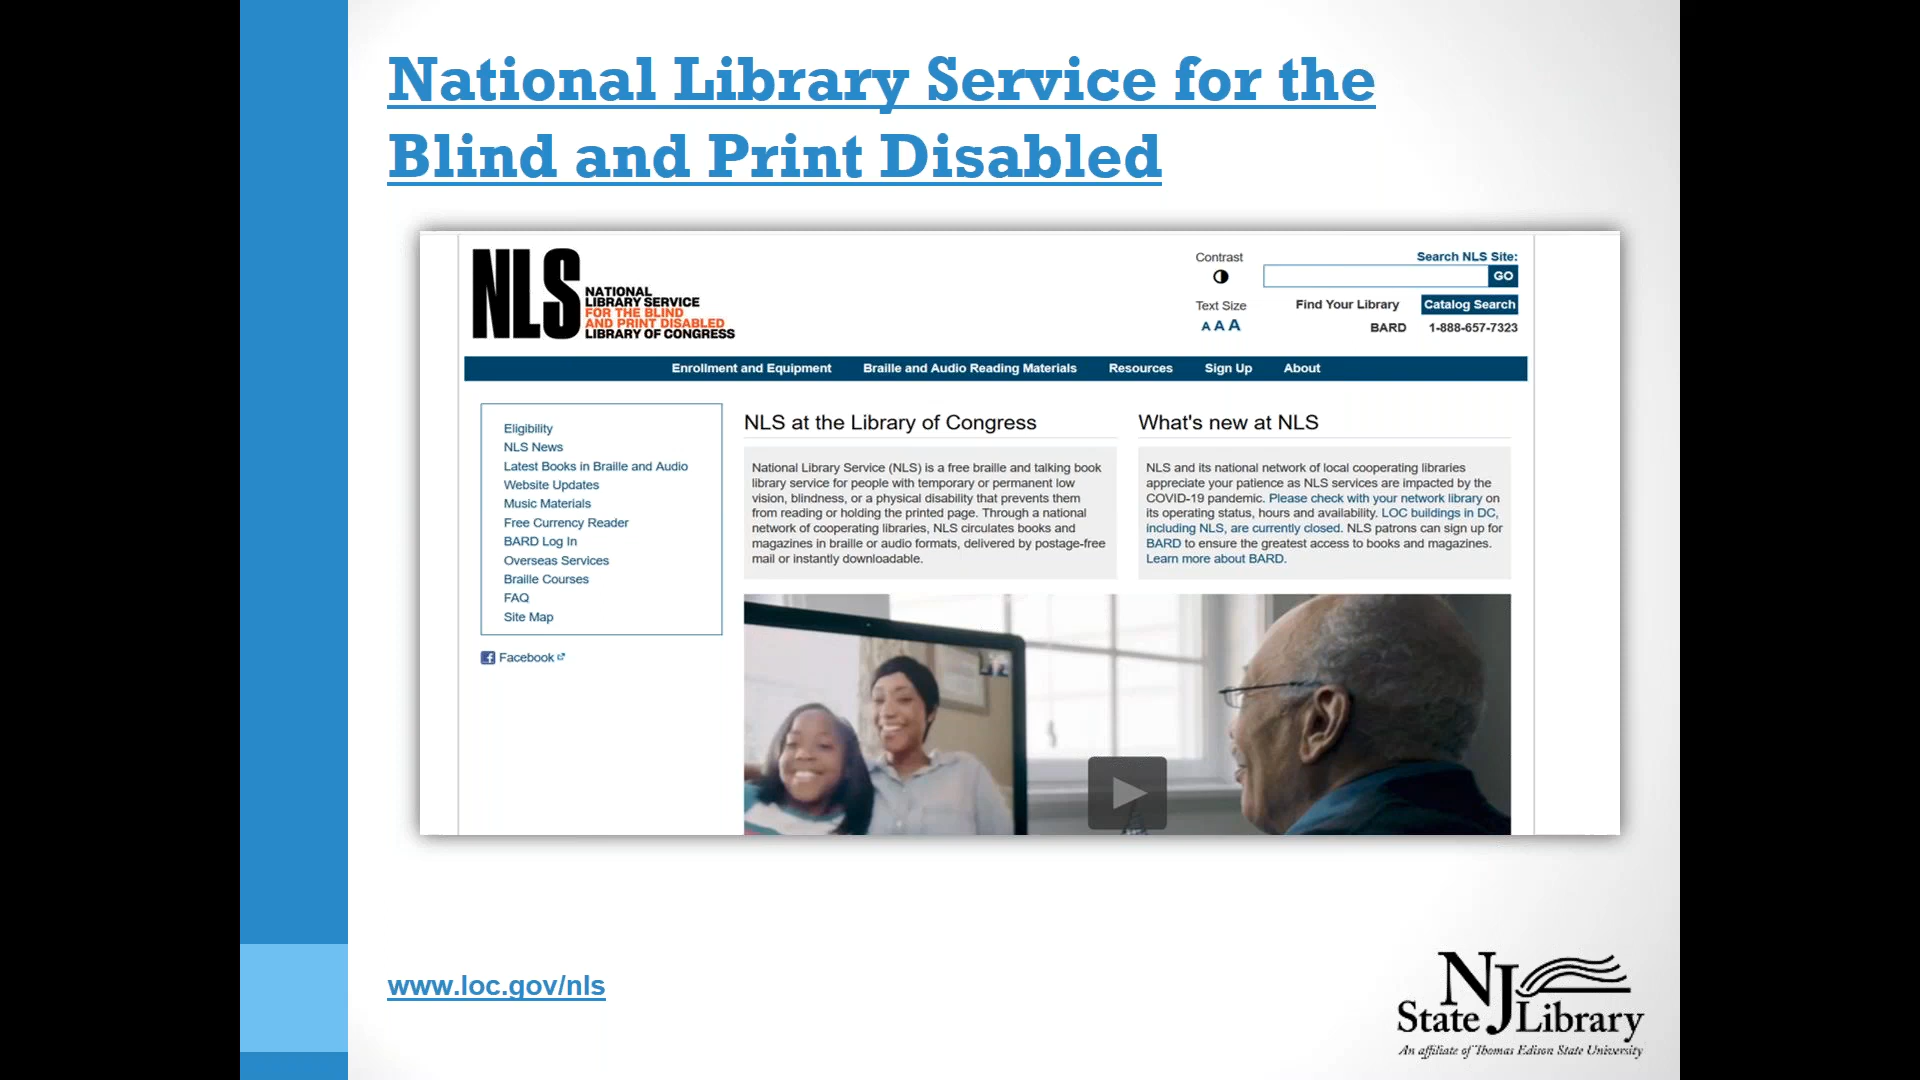 National Library Service for the
Blind and Print Disabled
NLS
NATIONAL
LIBRARY SERVICE
FOR THE BLIND
AND PRINT DISABLED
LIBRARY OF CONGRESS
Contrast
Text Size
A A A
Search NLS Site:
GO
Find Your Library
Catalog Search
BARD
1-888-657-7323
Enrollment and Equipment
Braille and Audio Reading Materials
Resources
Sign Up
About
Eligibility
NLS News
Latest Books in Braille and Audio
Website Updates
Music Materials
Free Currency Reader
BARD Log In
Overseas Services
Braille Courses
FAQ
Site Map
Facebook
NLS at the Library of Congress
National Library Service (NLS) is a free braille and talking book
library service for people with temporary or permanent low
vision, blindness, or a physical disability that prevents them
from reading or holding the printed page. Through a national
network of cooperating libraries, NLS circulates books and
magazines in braille or audio formats, delivered by postage-free
mail or instantly downloadable.
What's new at NLS
NLS and its national network of local cooperating libraries
appreciate your patience as NLS services are impacted by the
COVID-19 pandemic. Please check with your network library on
its operating status, hours and availability. LOC buildings in DC,
including NLS, are currently closed. NLS patrons can sign up for
BARD to ensure the greatest access to books and magazines.
Learn more about BARD.
www.loc.gov/nls
NJ
State Library
An affiliate of Thomas Edison State University